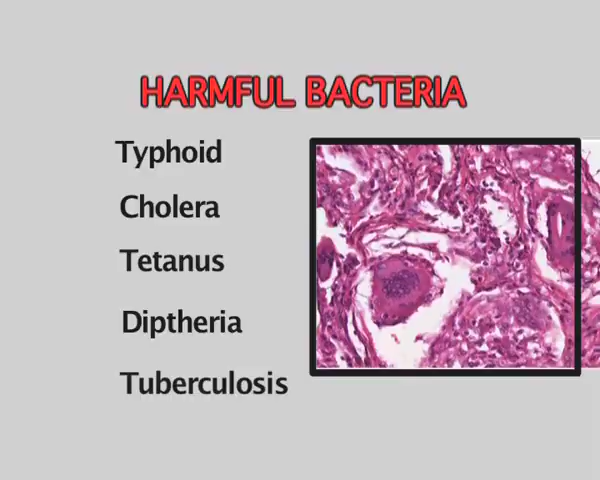 HARMFUL BACTERIA
Typhoid
Cholera
Tetanus
Diptheria
Tuberculosis